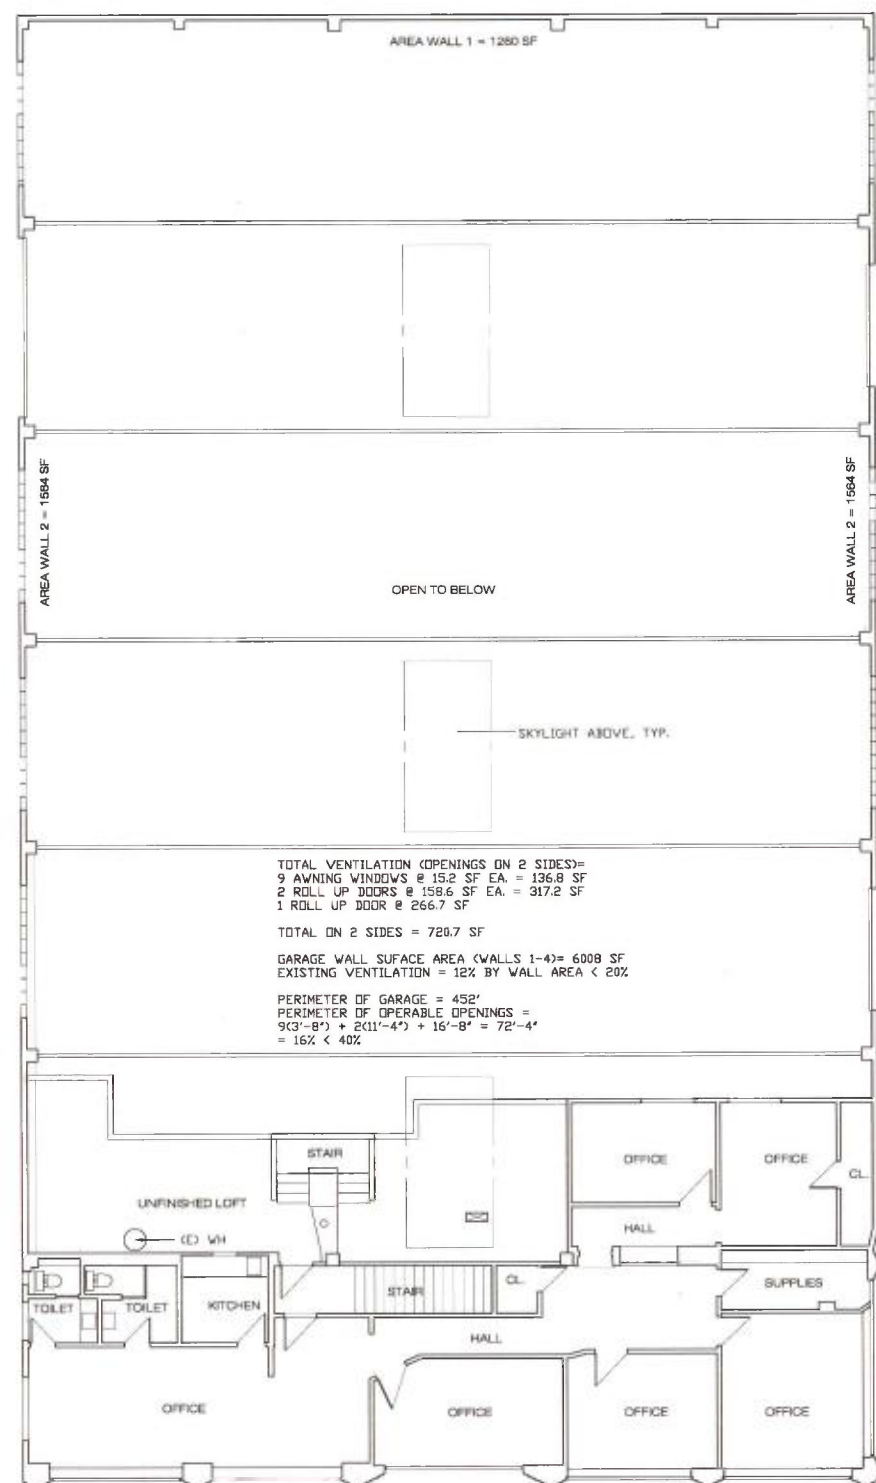 AREA WALL 1 = 1260 SF
AREA WALL 2 = 1584 SF
AREA WALL 2 = 1584 SF
OPEN TO BELOW
SKYLIGHT ABOVE, TYP.
TOTAL VENTILATION (OPENINGS ON 2 SIDES)=
9 AWNING WINDOWS @ 15.2 SF EA. = 136.8 SF
2 ROLL UP DOORS @ 158.6 SF EA. = 317.2 SF
1 ROLL UP DOOR @ 266.7 SF
TOTAL ON 2 SIDES = 720.7 SF
GARAGE WALL SUFACE AREA (WALLS 1-4)= 6008 SF
EXISTING VENTILATION = 12% BY WALL AREA < 20%
PERIMETER OF GARAGE = 452'
PERIMETER OF OPERABLE OPENINGS =
9(3'-8") + 2(11'-4") + 16'-8" = 72'-4"
= 16% < 40%
STAIR
OFFICE
OFFICE
CL.
UNFINISHED LOFT
HALL
(E) WH
STAIR
CL.
SUPPLIES
TOILET
TOILET
KITCHEN
HALL
OFFICE
OFFICE
OFFICE
OFFICE